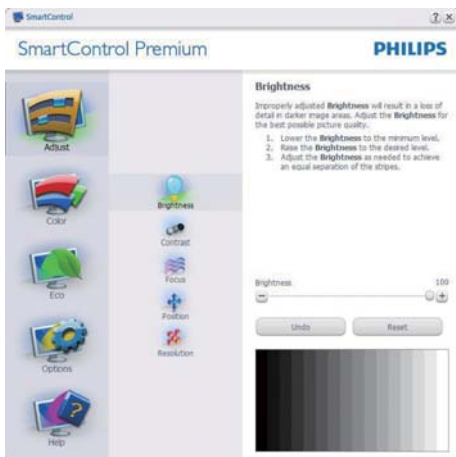 SmartControl
SmartControl Premium
PHILIPS
Adjust
Color
Eco
Options
Help
Brightness
Contrast
Focus
Position
Resolution
Brightness
Improperly adjusted Brightness will result in a loss of
detail in darker image areas. Adjust the Brightness for
the best possible picture quality.
1. Lower the Brightness to the minimum level.
2. Raise the Brightness to the desired level.
3. Adjust the Brightness as needed to achieve
an equal separation of the stripes.
Brightness 100
Undo Reset